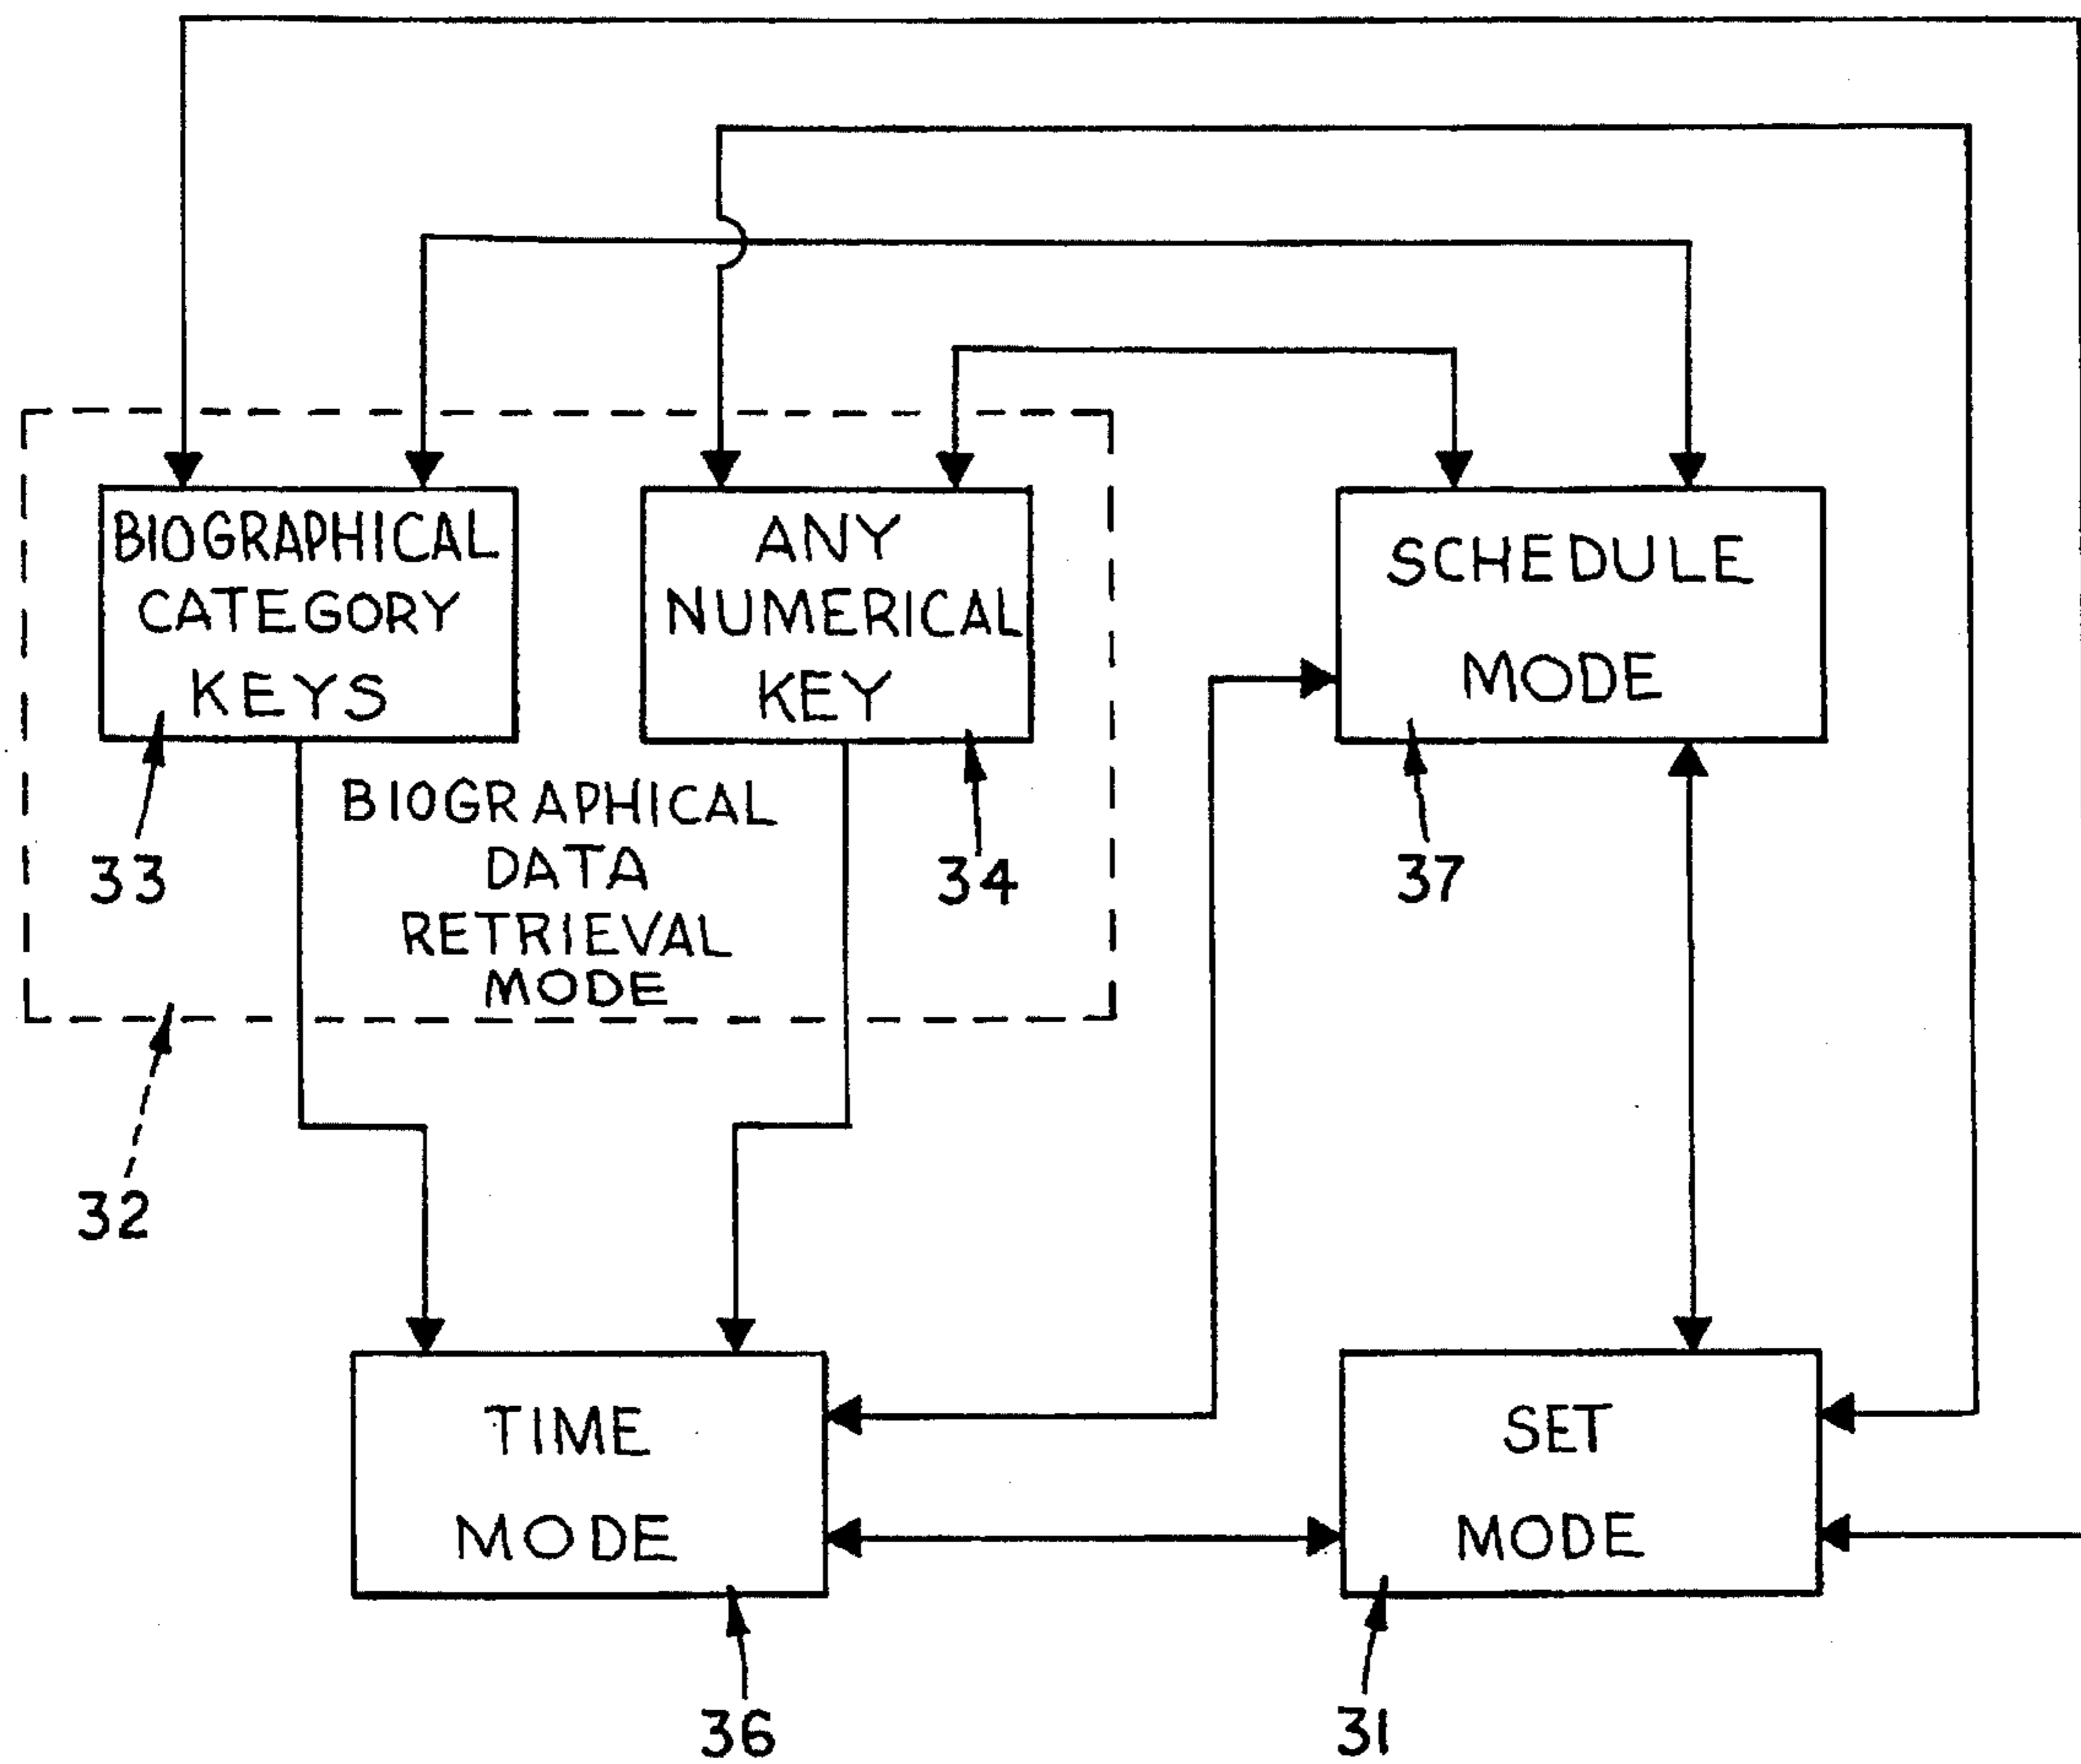 BIOGRAPHICAL
CATEGORY
KEYS
ANY
NUMERICAL
KEY
SCHEDULE
MODE
33
BIOGRAPHICAL
DATA
RETRIEVAL
MODE
34
37
32
TIME
MODE
SET
MODE
36
31